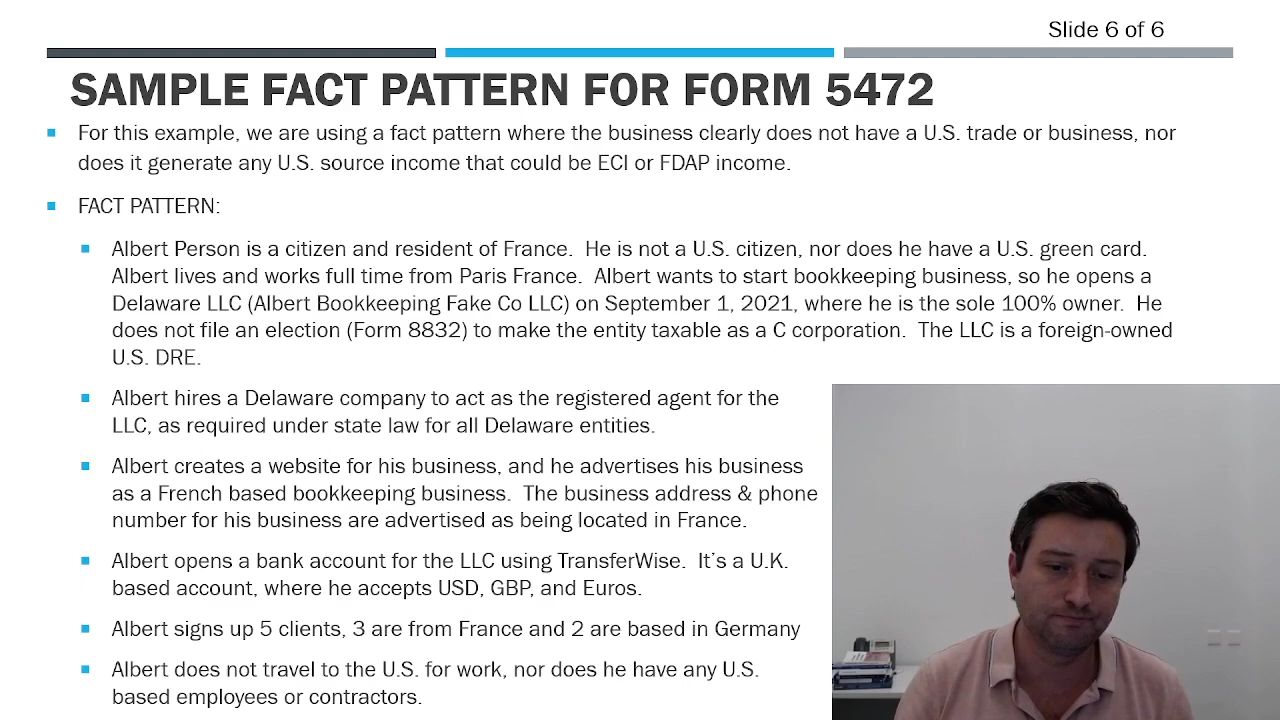 Slide 6 of 6
SAMPLE FACT PATTERN FOR FORM 5472
For this example, we are using a fact pattern where the business clearly does not have a U.S. trade or business, nor
does it generate any U.S. source income that could be ECI or FDAP income.
FACT PATTERN:
Albert Person is a citizen and resident of France. He is not a U.S. citizen, nor does he have a U.S. green card.
Albert lives and works full time from Paris France. Albert wants to start bookkeeping business, so he opens a
Delaware LLC (Albert Bookkeeping Fake Co LLC) on September 1, 2021, where he is the sole 100% owner. He
does not file an election (Form 8832) to make the entity taxable as a C corporation. The LLC is a foreign-owned
U.S. DRE.
Albert hires a Delaware company to act as the registered agent for the
LLC, as required under state law for all Delaware entities.
Albert creates a website for his business, and he advertises his business
as a French based bookkeeping business. The business address & phone
number for his business are advertised as being located in France.
Albert opens a bank account for the LLC using TransferWise. It's a U.K.
based account, where he accepts USD, GBP, and Euros.
Albert signs up 5 clients, 3 are from France and 2 are based in Germany
Albert does not travel to the U.S. for work, nor does he have any U.S.
based employees or contractors.